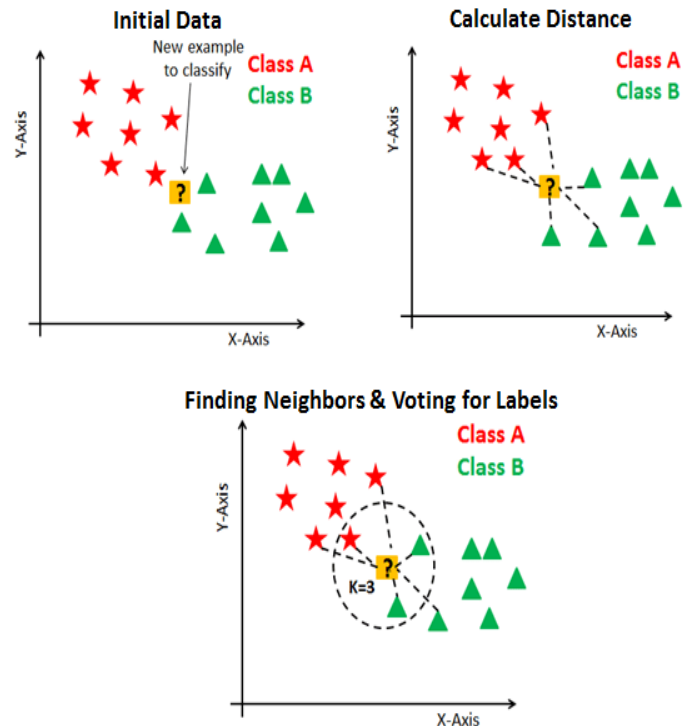 Initial Data
New example
to classify
Class A
Class B
?
Y-Axis
X-Axis
Calculate Distance
Class A
Class B
?
Y-Axis
X-Axis
Finding Neighbors & Voting for Labels
Class A
Class B
?
K=3
Y-Axis
X-Axis